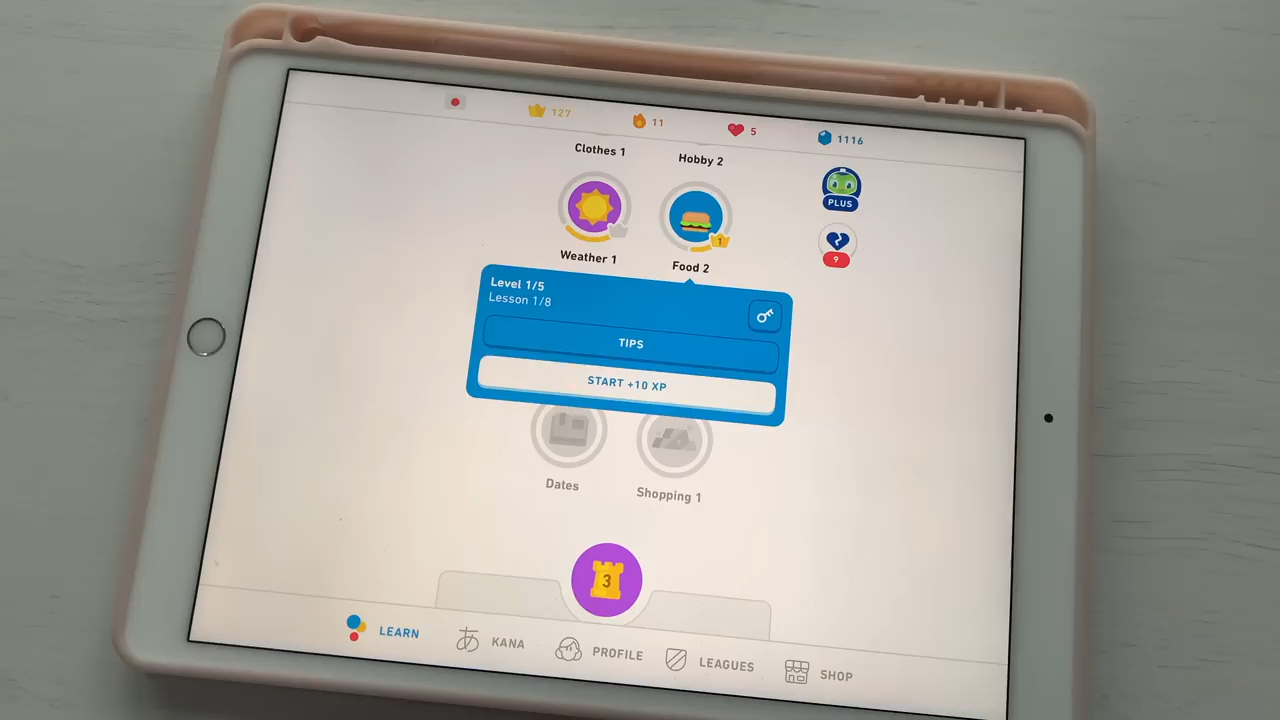 127
11
5
1116
Clothes 1
Hobby 2
PLUS
9
1
Weather 1
Food 2
Level 1/5
Lesson 1/8
TIPS
START +10 XP
Dates
Shopping 1
3
LEARN
あ KANA
PROFILE
LEAGUES
SHOP